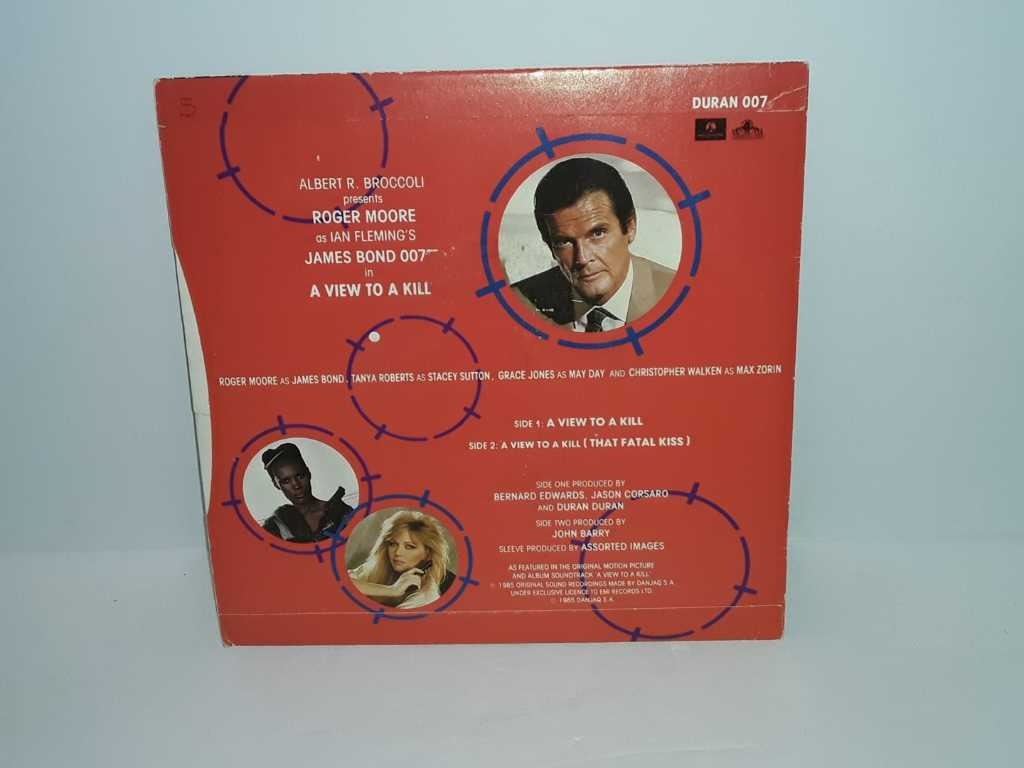 DURAN 007
ALBERT R. BROCCOLI
presents
ROGER MOORE
as IAN FLEMING'S
JAMES BOND 007
in
A VIEW TO A KILL
ROGER MOORE AS JAMES BOND, TANYA ROBERTS AS STACEY SUTTON, GRACE JONES AS MAY DAY AND CHRISTOPHER WALKEN AS MAX ZORIN
SIDE 1: A VIEW TO A KILL
SIDE 2: A VIEW TO A KILL (THAT FATAL KISS)
SIDE ONE PRODUCED BY
BERNARD EDWARDS, JASON CORSARO
AND DURAN DURAN
SIDE TWO PRODUCED BY
JOHN BARRY
SLEEVE PRODUCED BY ASSORTED IMAGES
AS FEATURED IN THE ORIGINAL MOTION PICTURE
AND ALBUM SOUNDTRACK 'A VIEW TO A KILL'
℗ 1985 ORIGINAL SOUND RECORDINGS MADE BY DANJAQ S.A.
UNDER EXCLUSIVE LICENCE TO EMI RECORDS LTD.
© 1985 DANJAQ S.A.